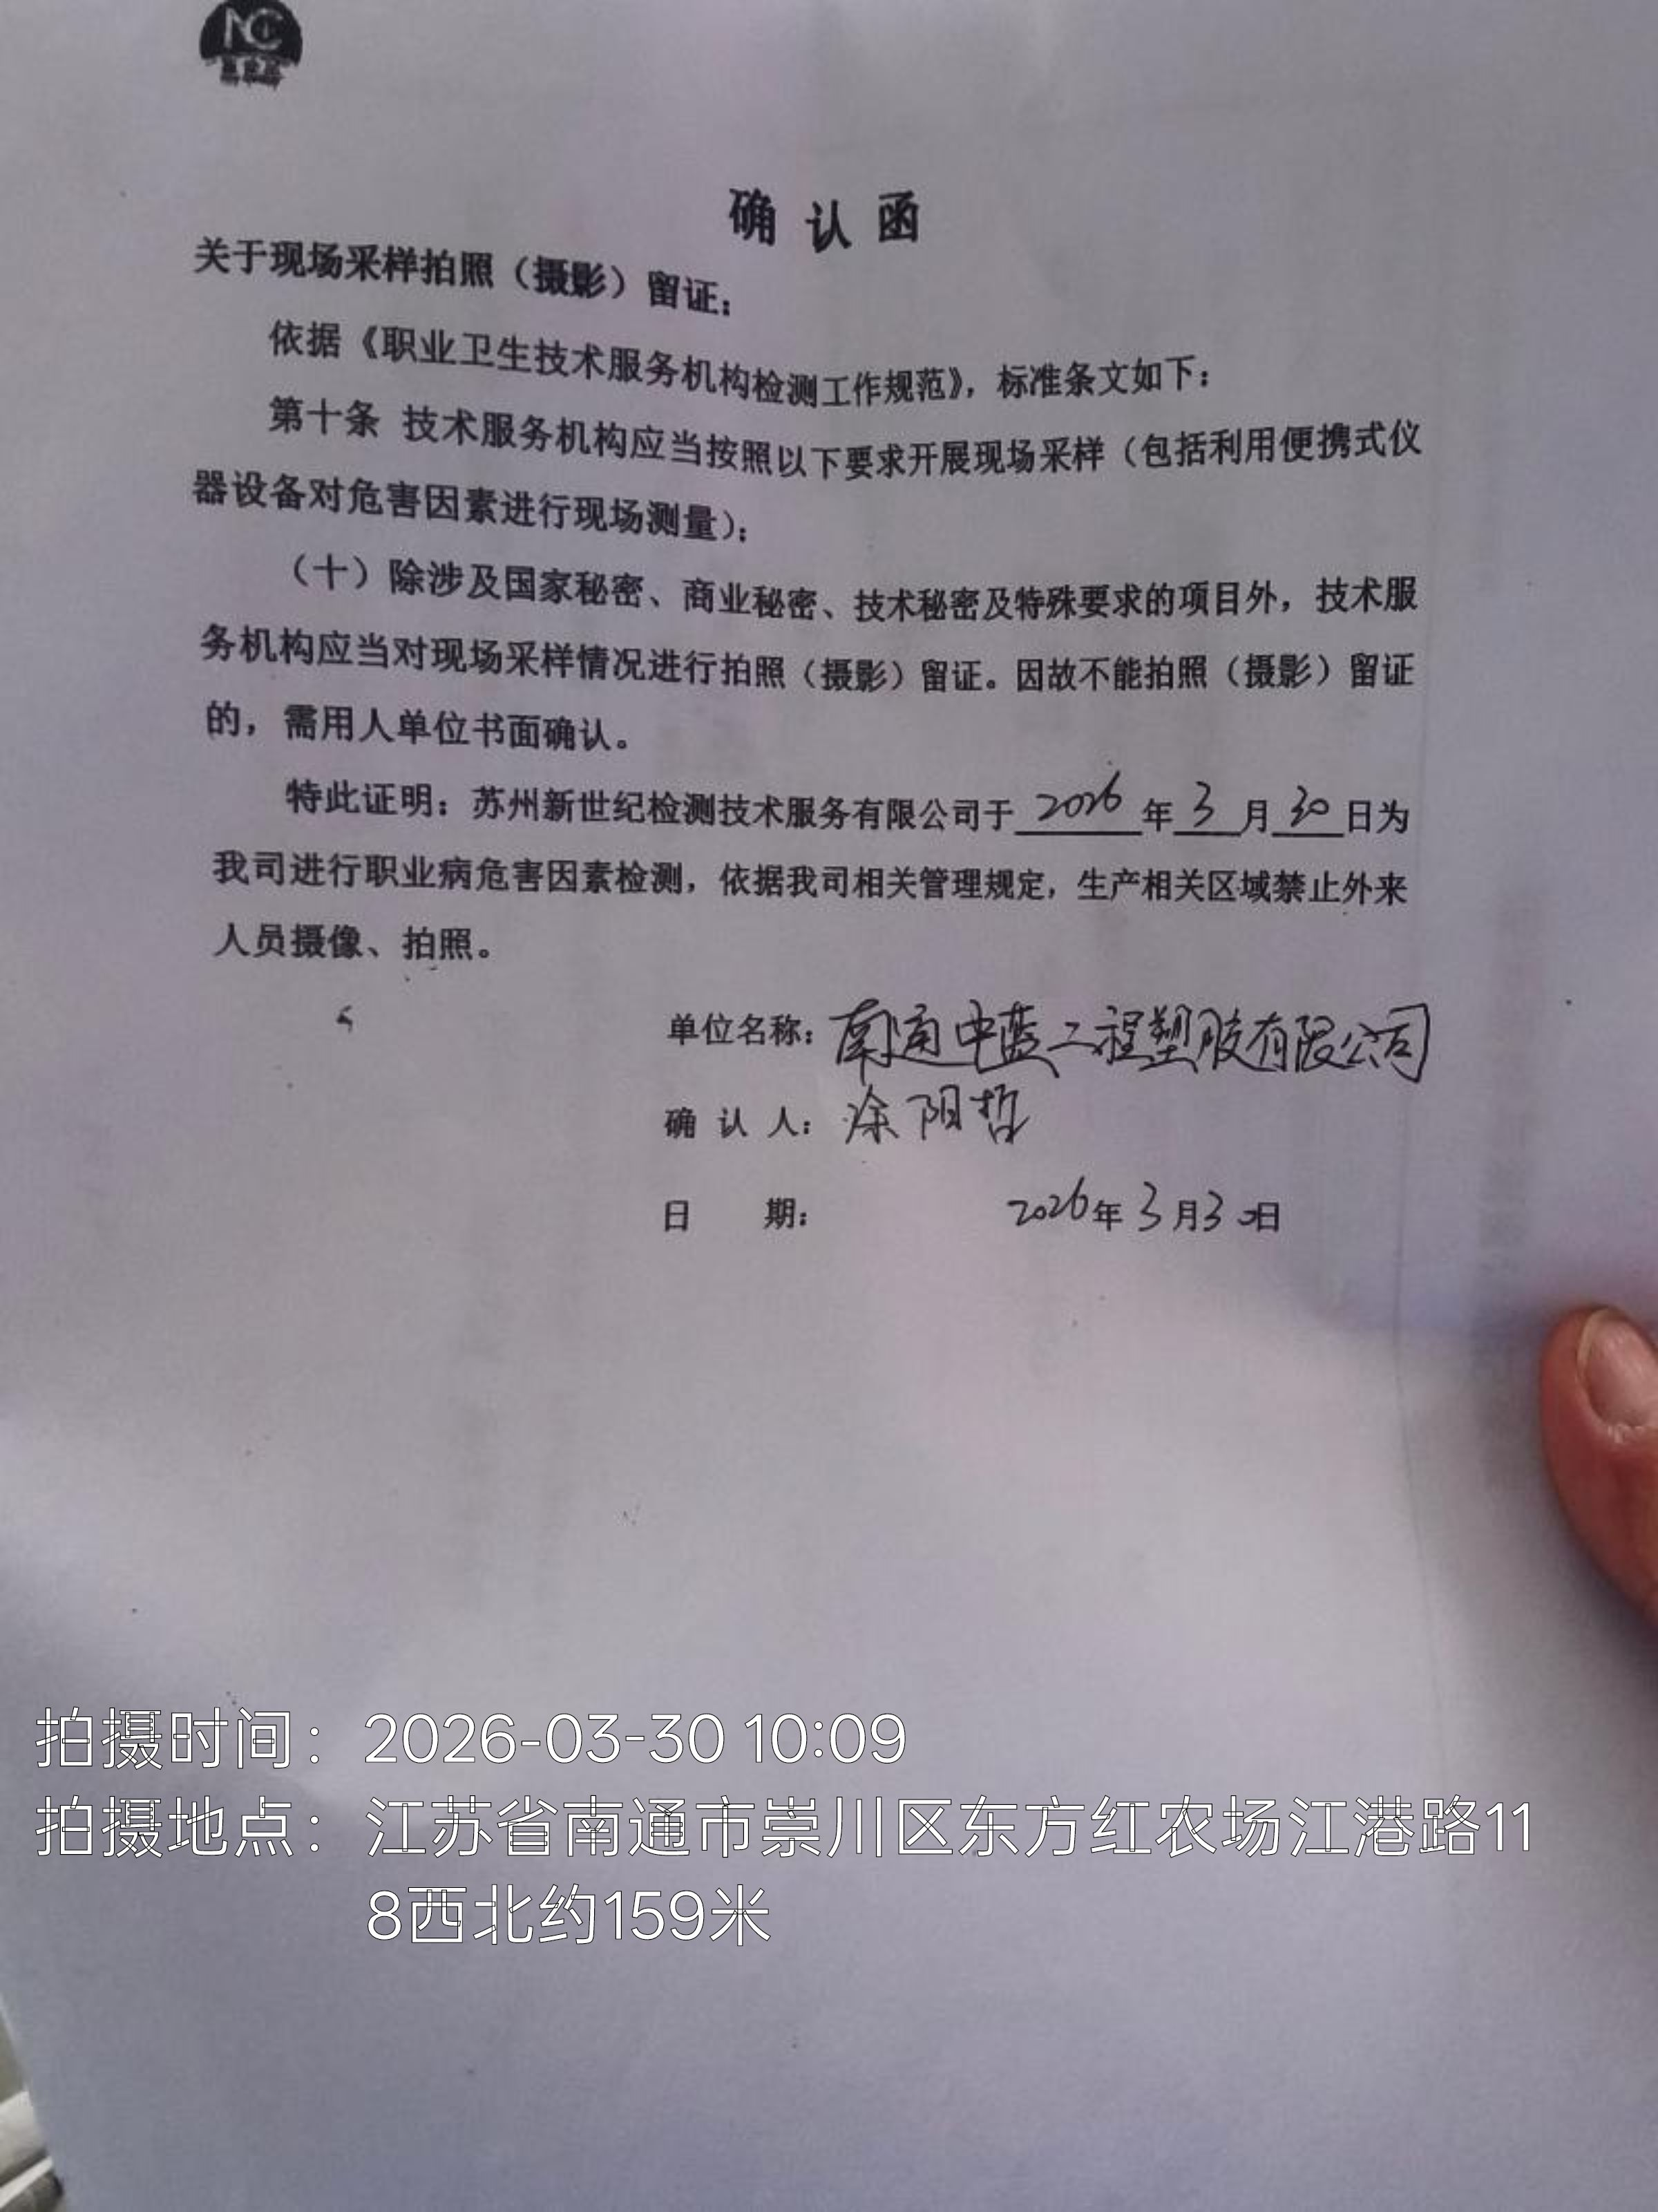 NC
确认函
关于现场采样拍照（摄影）留证：
依据《职业卫生技术服务机构检测工作规范》，标准条文如下：
第十条 技术服务机构应当按照以下要求开展现场采样（包括利用便携式仪
器设备对危害因素进行现场测量）：
（十）除涉及国家秘密、商业秘密、技术秘密及特殊要求的项目外，技术服
务机构应当对现场采样情况进行拍照（摄影）留证。因故不能拍照（摄影）留证
的，需用人单位书面确认。
特此证明：苏州新世纪检测技术服务有限公司于2026年3月30日为
我司进行职业病危害因素检测，依据我司相关管理规定，生产相关区域禁止外来
人员摄像、拍照。
单位名称：南通中蓝工程塑胶有限公司
确认人：涂阳哲
日期：2026年3月30日
拍摄时间：2026-03-30 10:09
拍摄地点：江苏省南通市崇川区东方红农场江港路11
8西北约159米